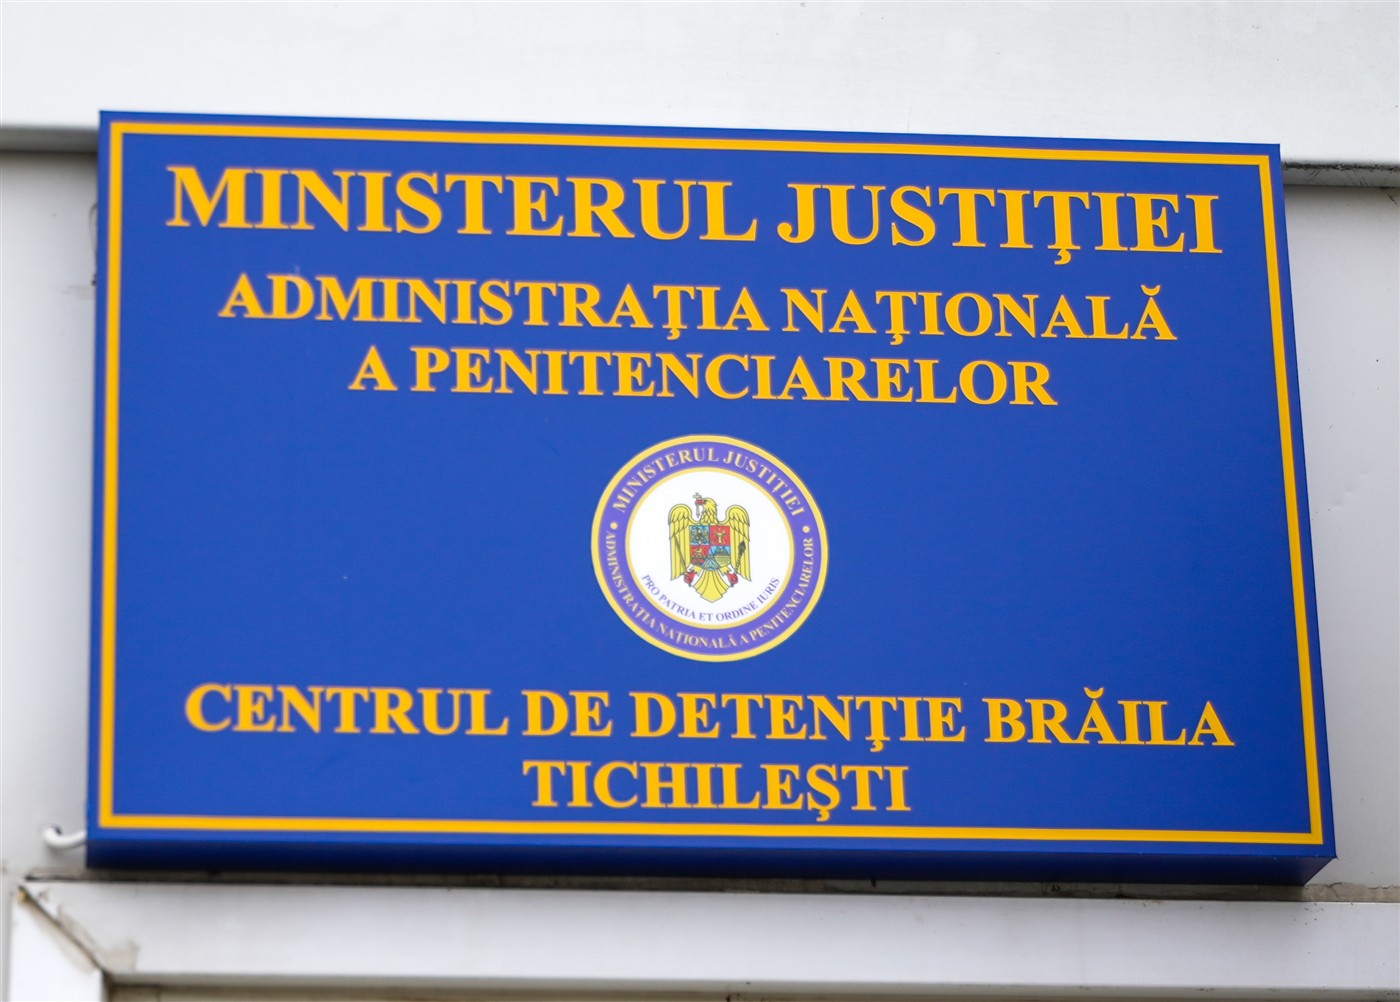 MINISTERUL JUSTIŢIEI
ADMINISTRAŢIA NAŢIONALĂ
A PENITENCIARELOR
MINISTERUL JUSTIŢIEI
PRO PATRIA ET ORDINE IURIS
ADMINISTRAŢIA NAŢIONALĂ A PENITENCIARELOR
CENTRUL DE DETENŢIE BRĂILA
TICHILEŞTI